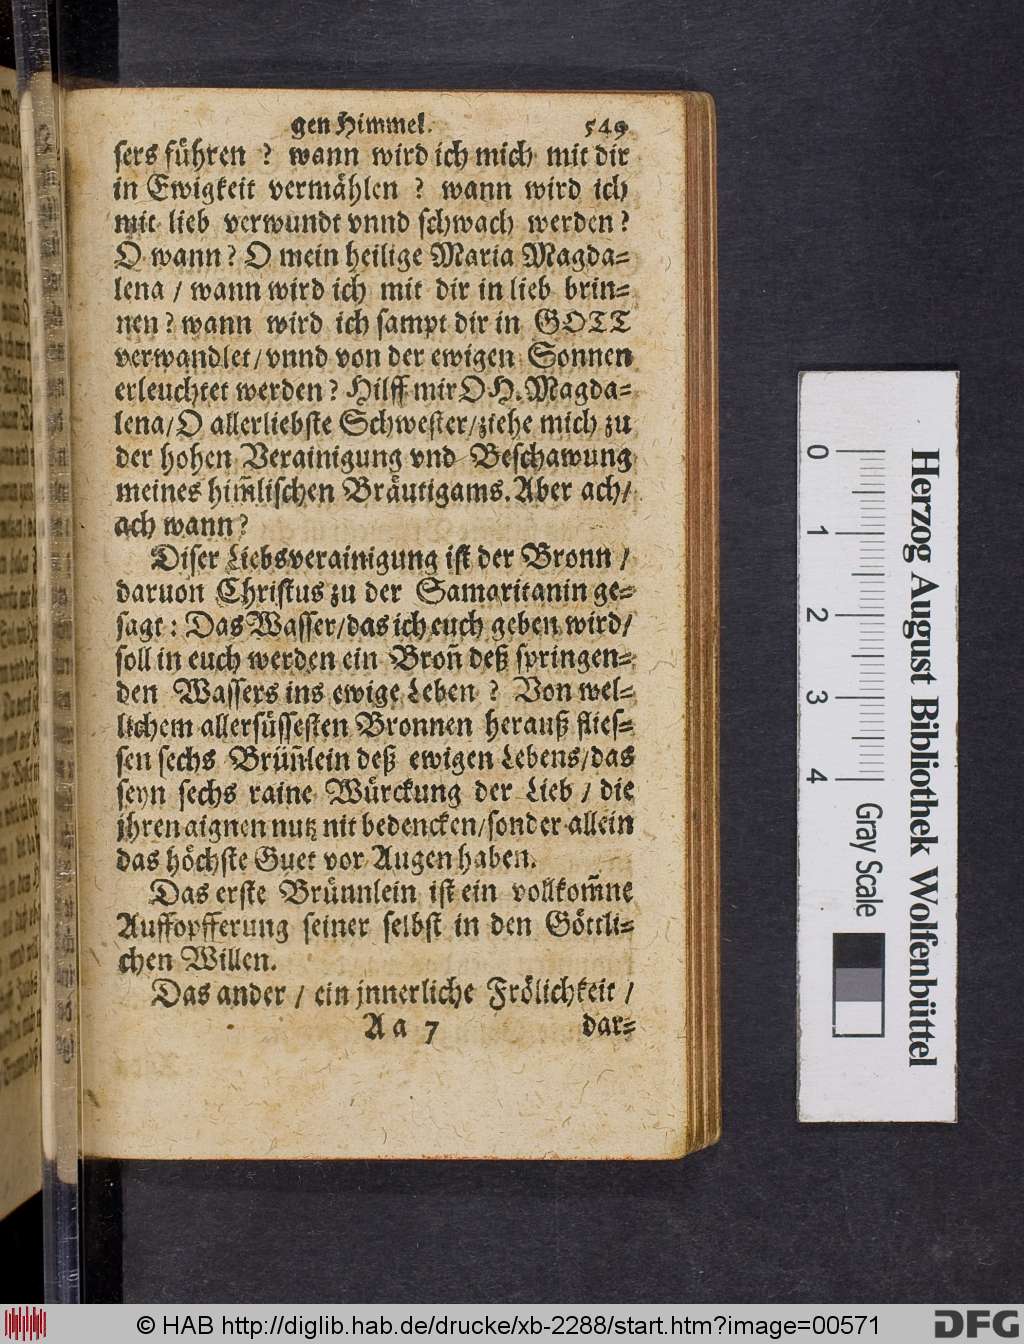 gen Himmel. 549
sers führen ? wann wird ich mich mit dir
in Ewigkeit vermählen ? wann wird ich
mit lieb verwundt vnnd schwach werden?
O wann? O mein heilige Maria Magda-
lena / wann wird ich mit dir in lieb brin-
nen ? wann wird ich sampt dir in GOTT
verwandlet/ vnnd von der ewigen Sonnen
erleuchtet werden ? Hilff mir O H. Magda-
lena/ O allerliebste Schwester/ ziehe mich zu
der hohen Verainigung vnd Beschawung
meines him̃lischen Bräutigams. Aber ach/
ach wann?
Diser Liebsverainigung ist der Bronn /
daruon Christus zu der Samaritanin ge-
sagt : Das Wasser/ das ich euch geben wird/
soll in euch werden ein Bron̄ deß springen-
den Wassers ins ewige Leben ? Von wel-
lichem allersüssesten Bronnen herauß flies-
sen sechs Brün̄lein deß ewigen Lebens/ das
seyn sechs raine Würckung der Lieb / die
jhren aignen nutz nit bedencken/ sonder allein
das höchste Guet vor Augen haben.
Das erste Brünnlein ist ein vollkom̃ne
Auffopfferung seiner selbst in den Göttli-
chen Willen.
Das ander / ein jnnerliche Frölichkeit /
A a 7 dar-
0 1 2 3 4 Gray Scale
Herzog August Bibliothek Wolfenbüttel
© HAB http://diglib.hab.de/drucke/xb-2288/start.htm?image=00571
DFG